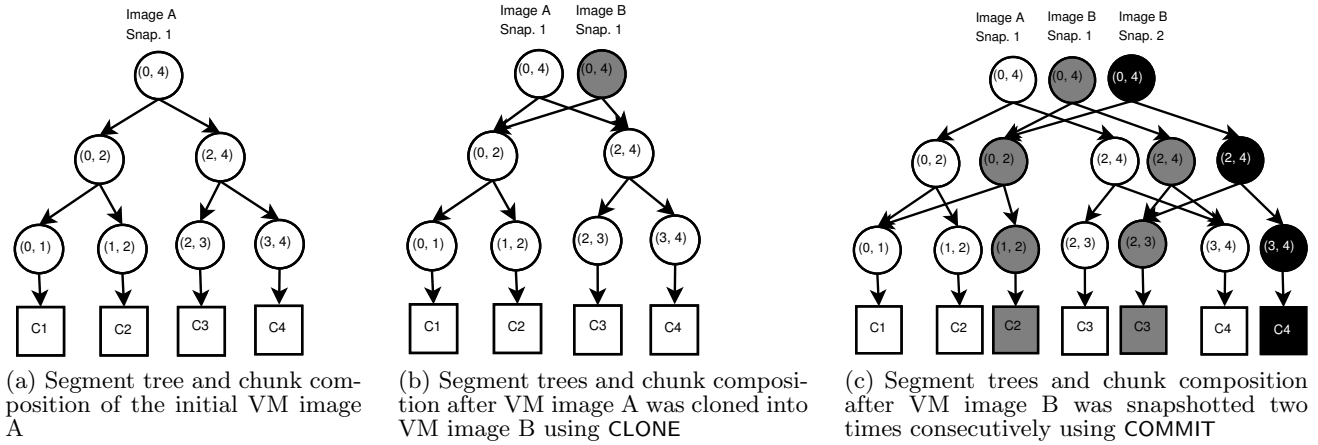 Image A
Snap. 1
(0, 4)
(0, 2)
(2, 4)
(0, 1)
(1, 2)
(2, 3)
(3, 4)
C1
C2
C3
C4
(a) Segment tree and chunk com-
position of the initial VM image
A
Image A
Snap. 1
Image B
Snap. 1
(0, 4)
(0, 4)
(0, 2)
(2, 4)
(0, 1)
(1, 2)
(2, 3)
(3, 4)
C1
C2
C3
C4
(b) Segment trees and chunk composi-
tion after VM image A was cloned into
VM image B using CLONE
Image A
Snap. 1
Image B
Snap. 1
Image B
Snap. 2
(0, 4)
(0, 4)
(0, 4)
(0, 2)
(0, 2)
(2, 4)
(2, 4)
(2, 4)
(0, 1)
(1, 2)
(1, 2)
(2, 3)
(2, 3)
(3, 4)
(3, 4)
C1
C2
C2
C3
C3
C4
C4
(c) Segment trees and chunk composition
after VM image B was snapshotted two
times consecutively using COMMIT